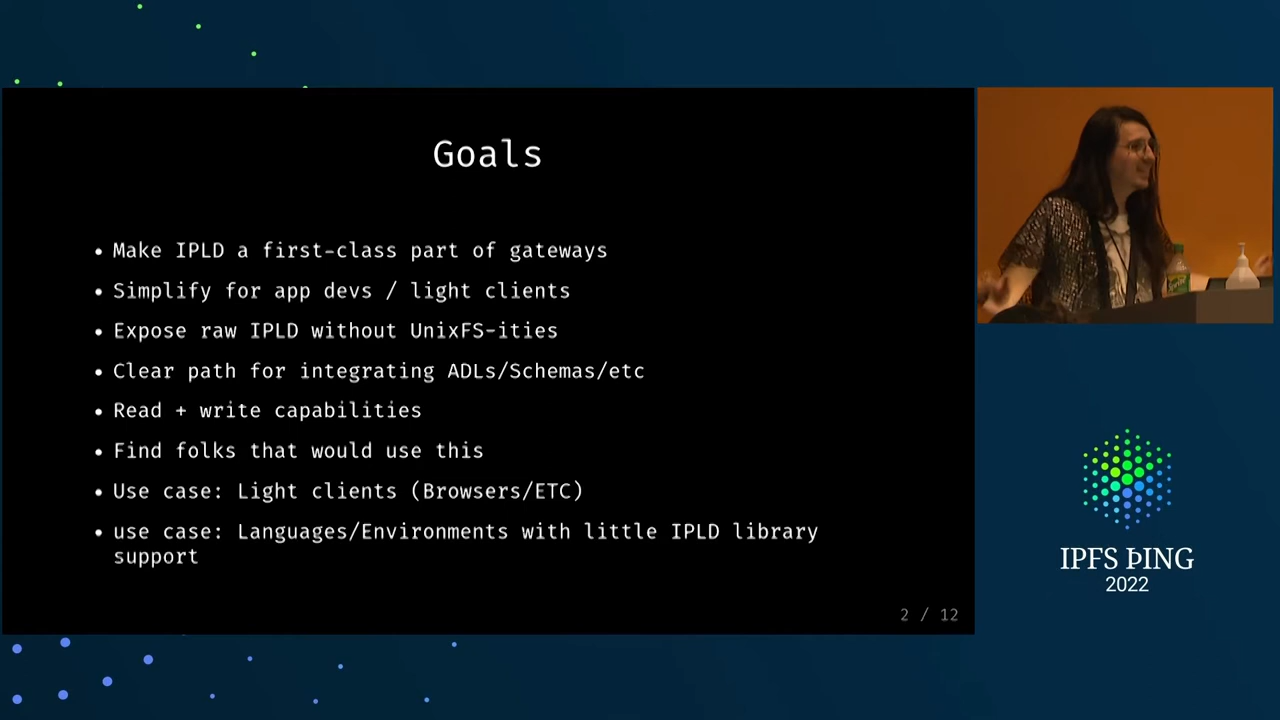 Goals
• Make IPLD a first-class part of gateways
• Simplify for app devs / light clients
• Expose raw IPLD without UnixFS-ities
• Clear path for integrating ADLs/Schemas/etc
• Read + write capabilities
• Find folks that would use this
• Use case: Light clients (Browsers/ETC)
• use case: Languages/Environments with little IPLD library
support
2 / 12
IPFS ÞING
2022